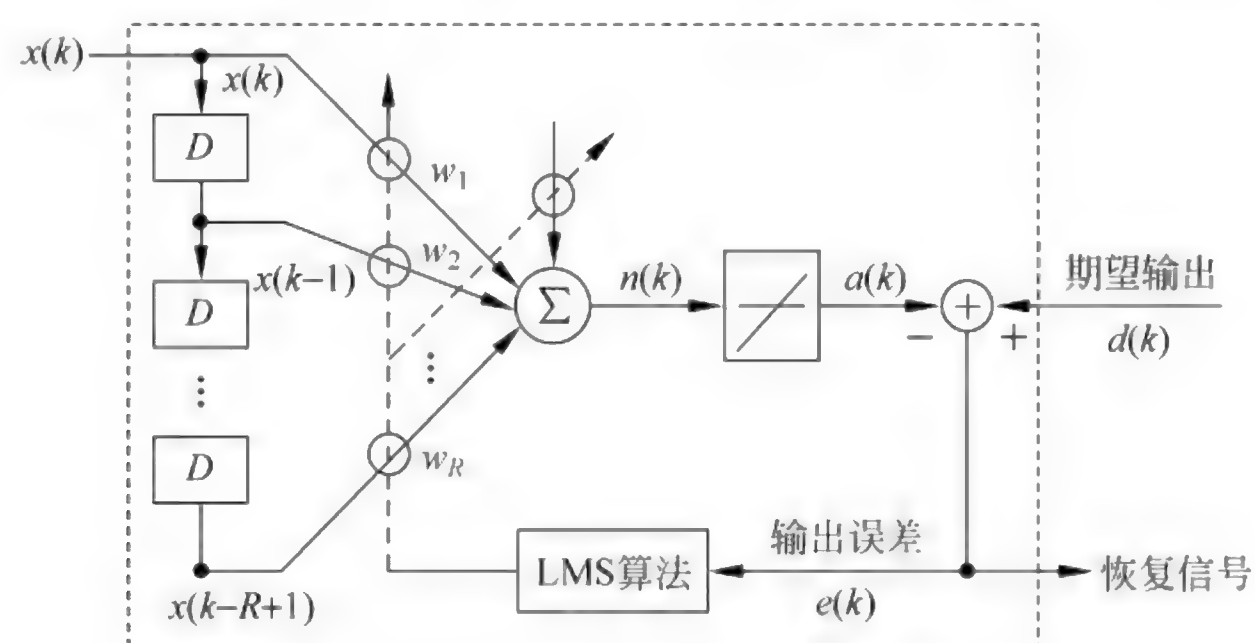 x(k)
x(k)
D
w1
w2
x(k−1)
D
Σ
n(k)
a(k)
期望输出
d(k)
−
+
+
⋮
⋮
D
wR
x(k−R+1)
LMS算法
输出误差
e(k)
恢复信号